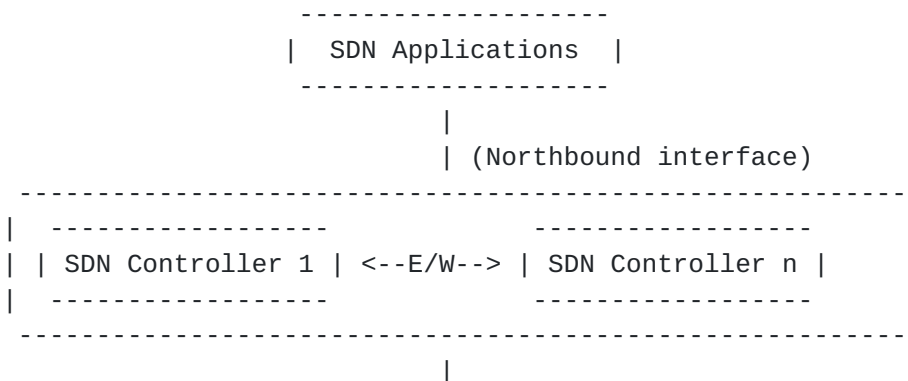 ---------------------
|  SDN Applications  |
---------------------
|
| (Northbound interface)
----------------------------------------------------------
|  ------------------          ------------------
| | SDN Controller 1 | <--E/W--> | SDN Controller n |
|  ------------------          ------------------
----------------------------------------------------------
|